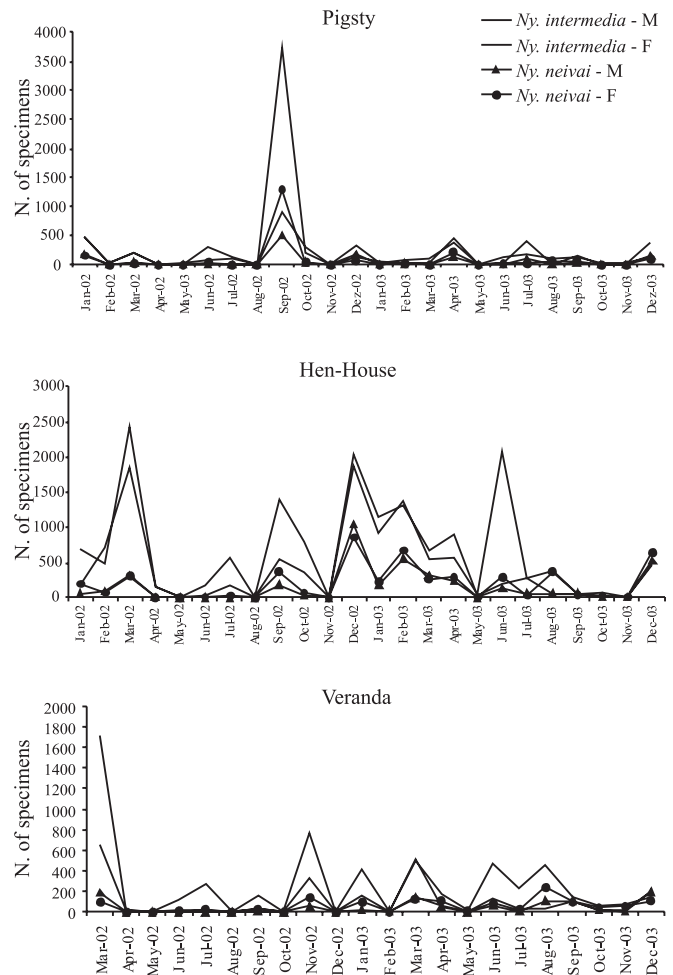 Pigsty
Ny. intermedia - M
Ny. intermedia - F
Ny. neivai - M
Ny. neivai - F
N. of specimens
4000
3500
3000
2500
2000
1500
1000
500
0
Jan-02
Feb-02
Mar-02
Apr-02
May-03
Jun-02
Jul-02
Aug-02
Sep-02
Oct-02
Nov-02
Dez-02
Jan-03
Feb-03
Mar-03
Apr-03
May-03
Jun-03
Jul-03
Aug-03
Sep-03
Oct-03
Nov-03
Dez-03
Hen-House
N. of specimens
3000
2500
2000
1500
1000
500
0
Jan-02
Feb-02
Mar-02
Apr-02
May-02
Jun-02
Jul-02
Aug-02
Sep-02
Oct-02
Nov-02
Dec-02
Jan-03
Feb-03
Mar-03
Apr-03
May-03
Jun-03
Jul-03
Aug-03
Sep-03
Oct-03
Nov-03
Dec-03
Veranda
N. of specimens
2000
1800
1600
1400
1200
1000
800
600
400
200
0
Mar-02
Apr-02
May-02
Jun-02
Jul-02
Aug-02
Sep-02
Oct-02
Nov-02
Dec-02
Jan-03
Feb-03
Mar-03
Apr-03
May-03
Jun-03
Jul-03
Aug-03
Sep-03
Oct-03
Nov-03
Dec-03